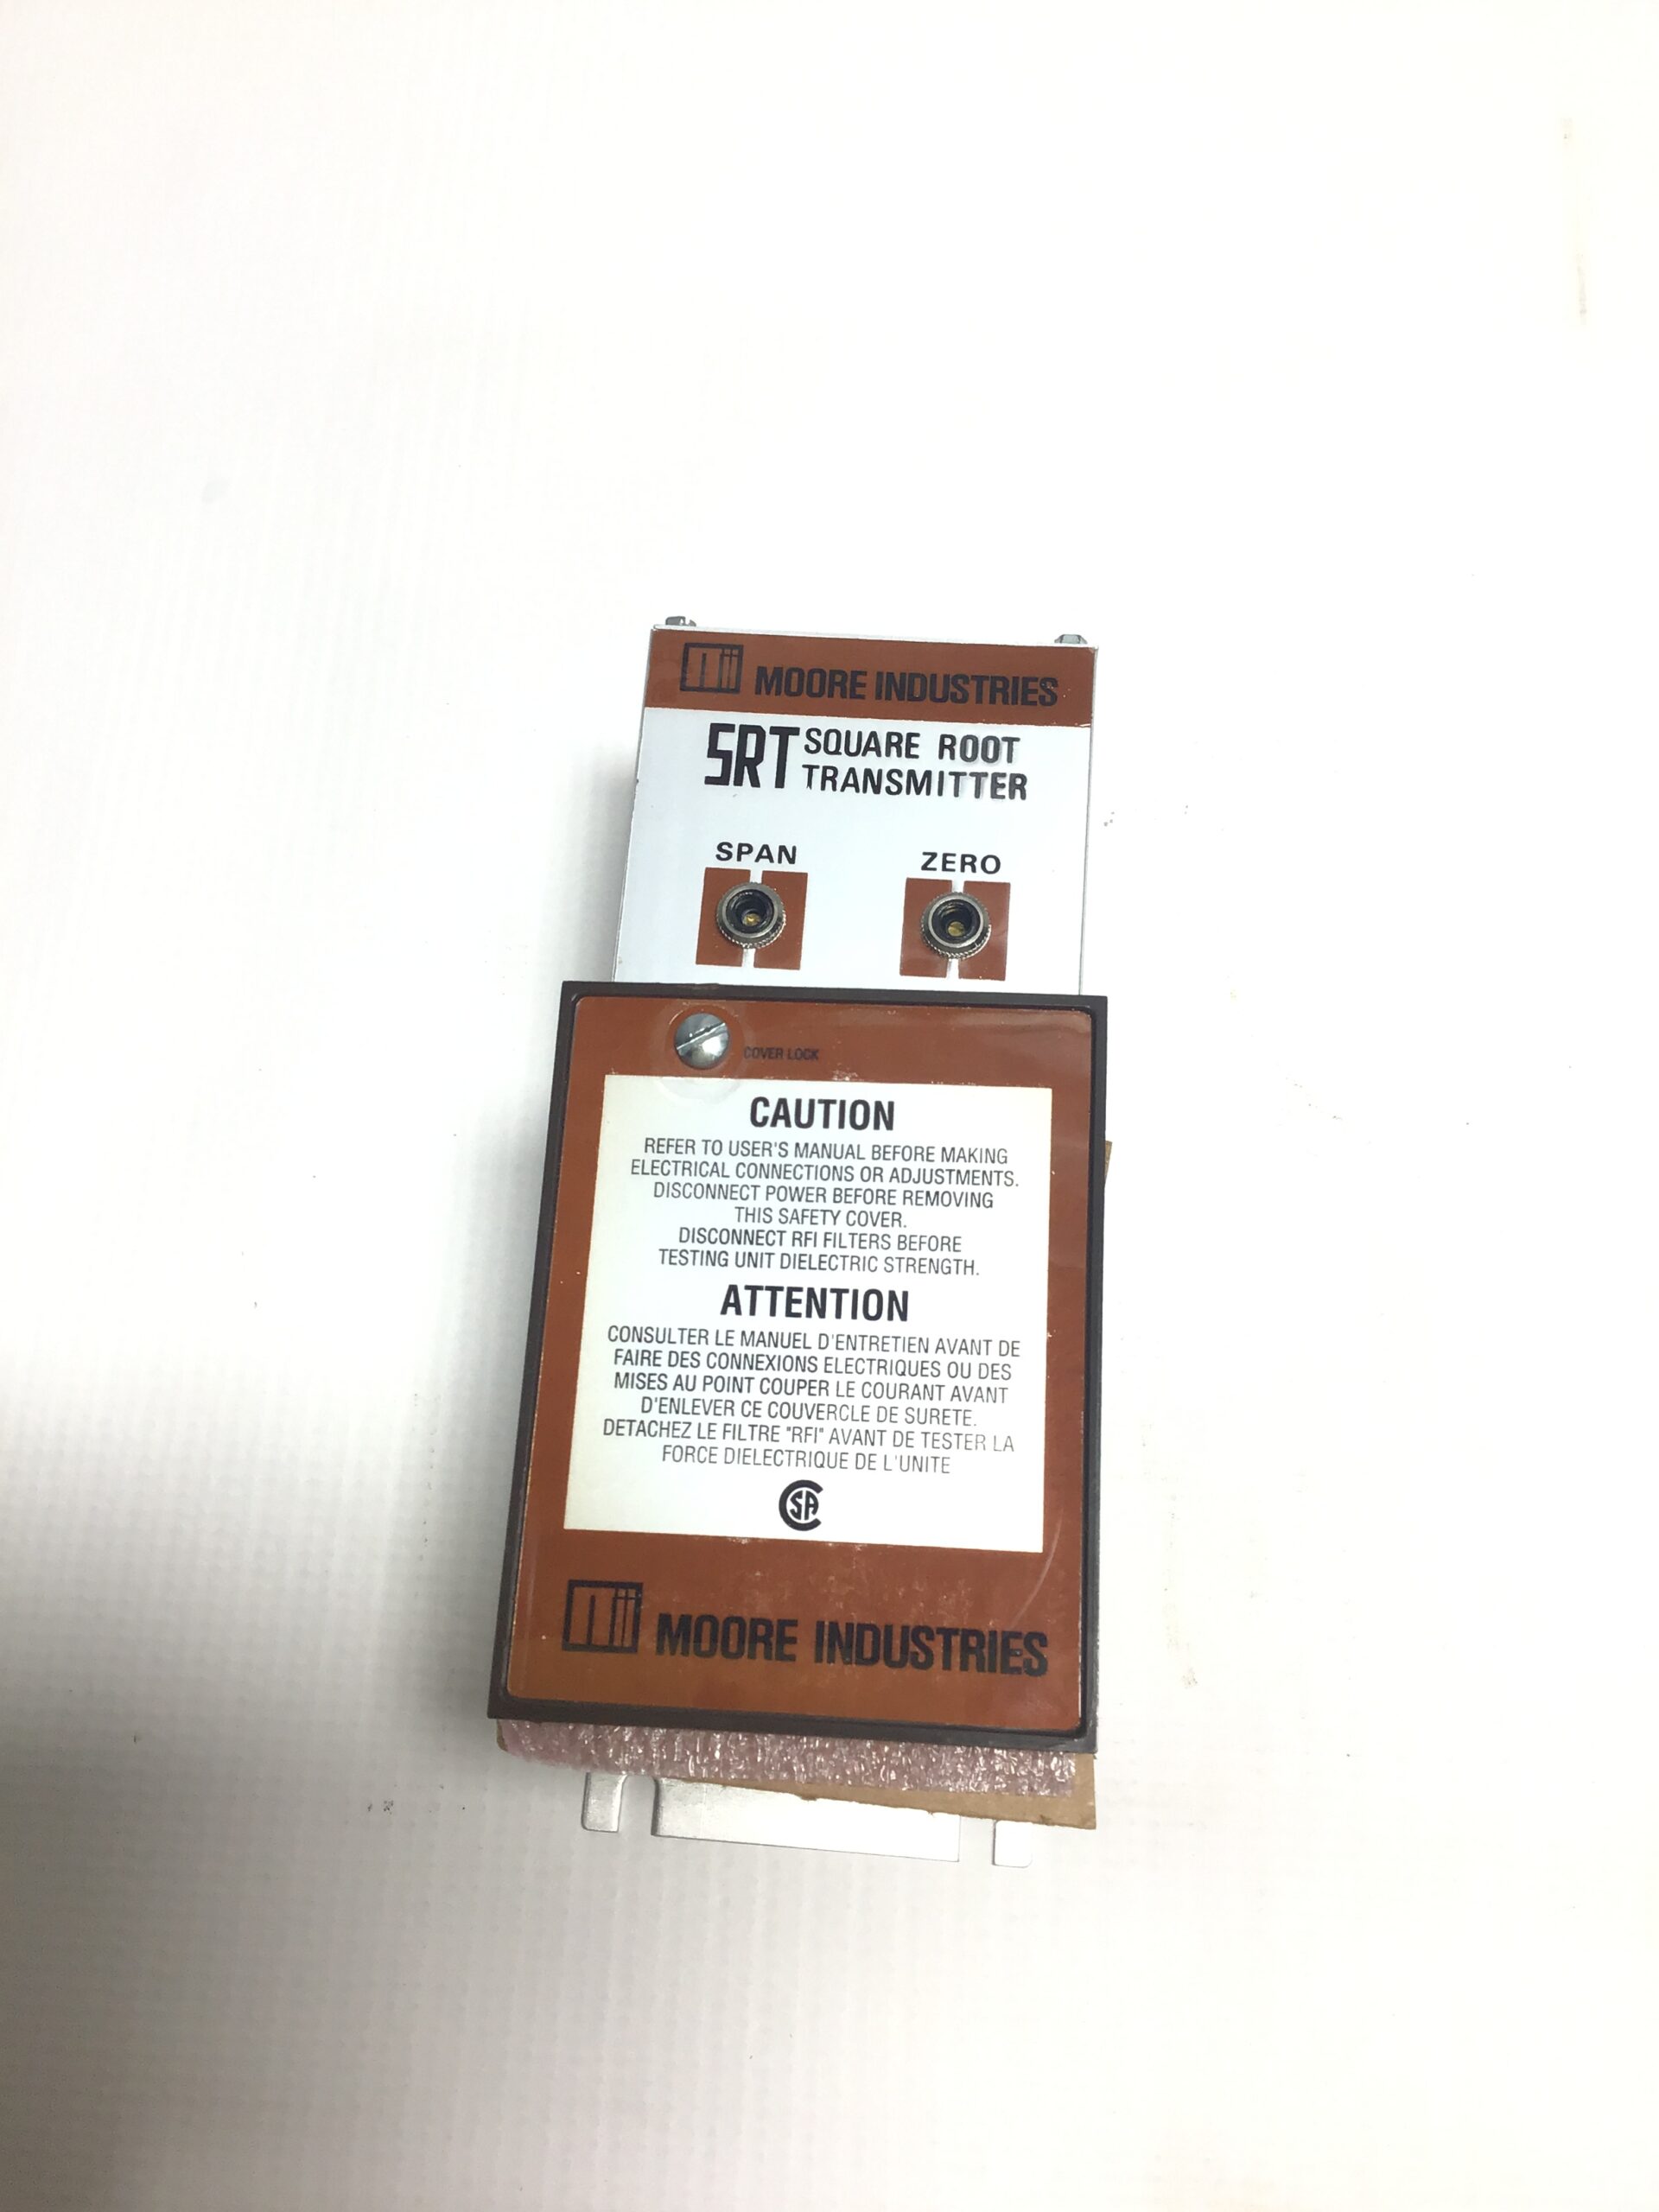 MOORE INDUSTRIES
SRT SQUARE ROOT
TRANSMITTER
SPAN
ZERO
COVER LOCK
CAUTION
REFER TO USER'S MANUAL BEFORE MAKING
ELECTRICAL CONNECTIONS OR ADJUSTMENTS.
DISCONNECT POWER BEFORE REMOVING
THIS SAFETY COVER.
DISCONNECT RFI FILTERS BEFORE
TESTING UNIT DIELECTRIC STRENGTH.
ATTENTION
CONSULTER LE MANUEL D'ENTRETIEN AVANT DE
FAIRE DES CONNEXIONS ELECTRIQUES OU DES
MISES AU POINT COUPER LE COURANT AVANT
D'ENLEVER CE COUVERCLE DE SURETE.
DETACHEZ LE FILTRE "RFI" AVANT DE TESTER LA
FORCE DIELECTRIQUE DE L'UNITE
CSA
MOORE INDUSTRIES